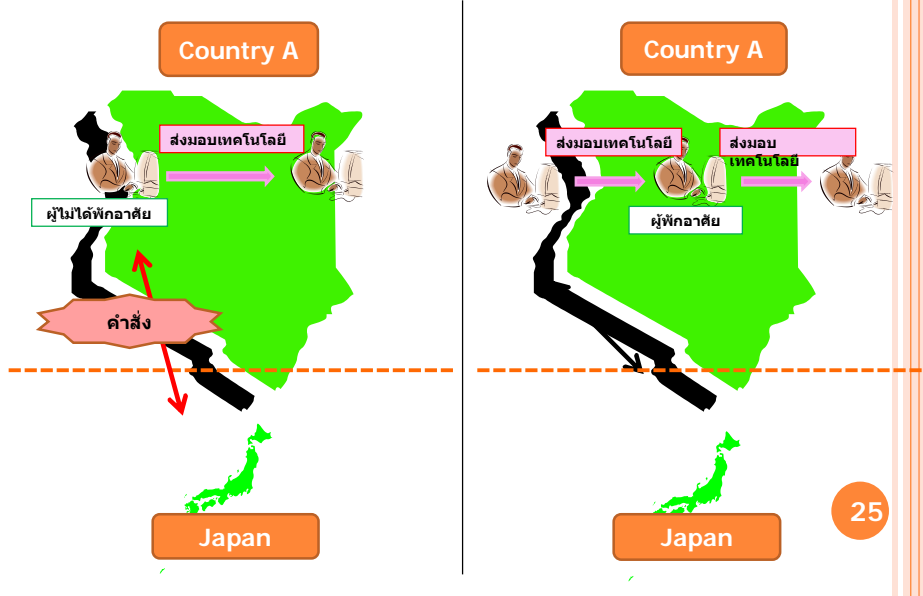 Country A
ส่งมอบเทคโนโลยี
ผู้ไม่ได้พักอาศัย
คำสั่ง
Japan
Country A
ส่งมอบเทคโนโลยี
ส่งมอบ
เทคโนโลยี
ผู้พักอาศัย
Japan
25